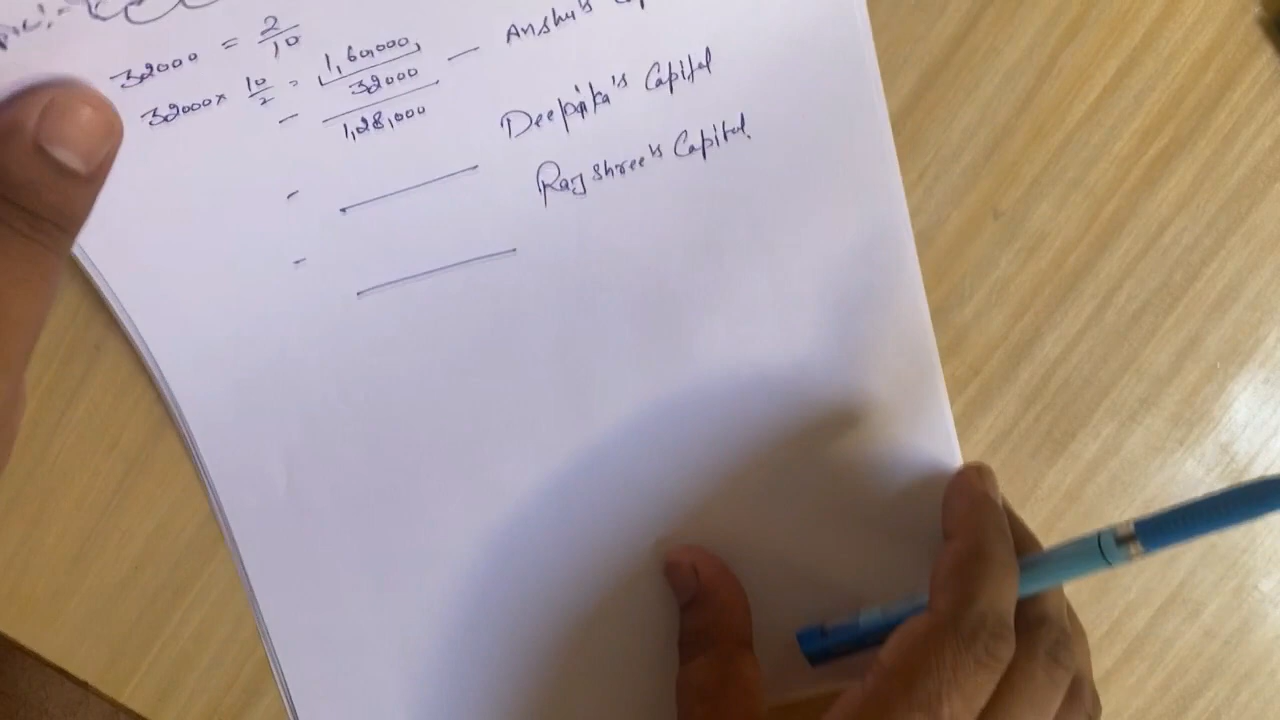 32000 = 2/10
32000 × 10/2 = 1,60,000 - Anshu's
- 32000
1,28,000
- Deepika's Capital
- Rajshree's Capital